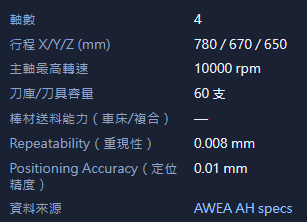 軸數 4
行程 X/Y/Z (mm) 780 / 670 / 650
主軸最高轉速 10000 rpm
刀庫/刀具容量 60 支
棒材送料能力（車床/複合） —
Repeatability（重現性） 0.008 mm
Positioning Accuracy（定位 0.01 mm
精度）
資料來源 AWEA AH specs